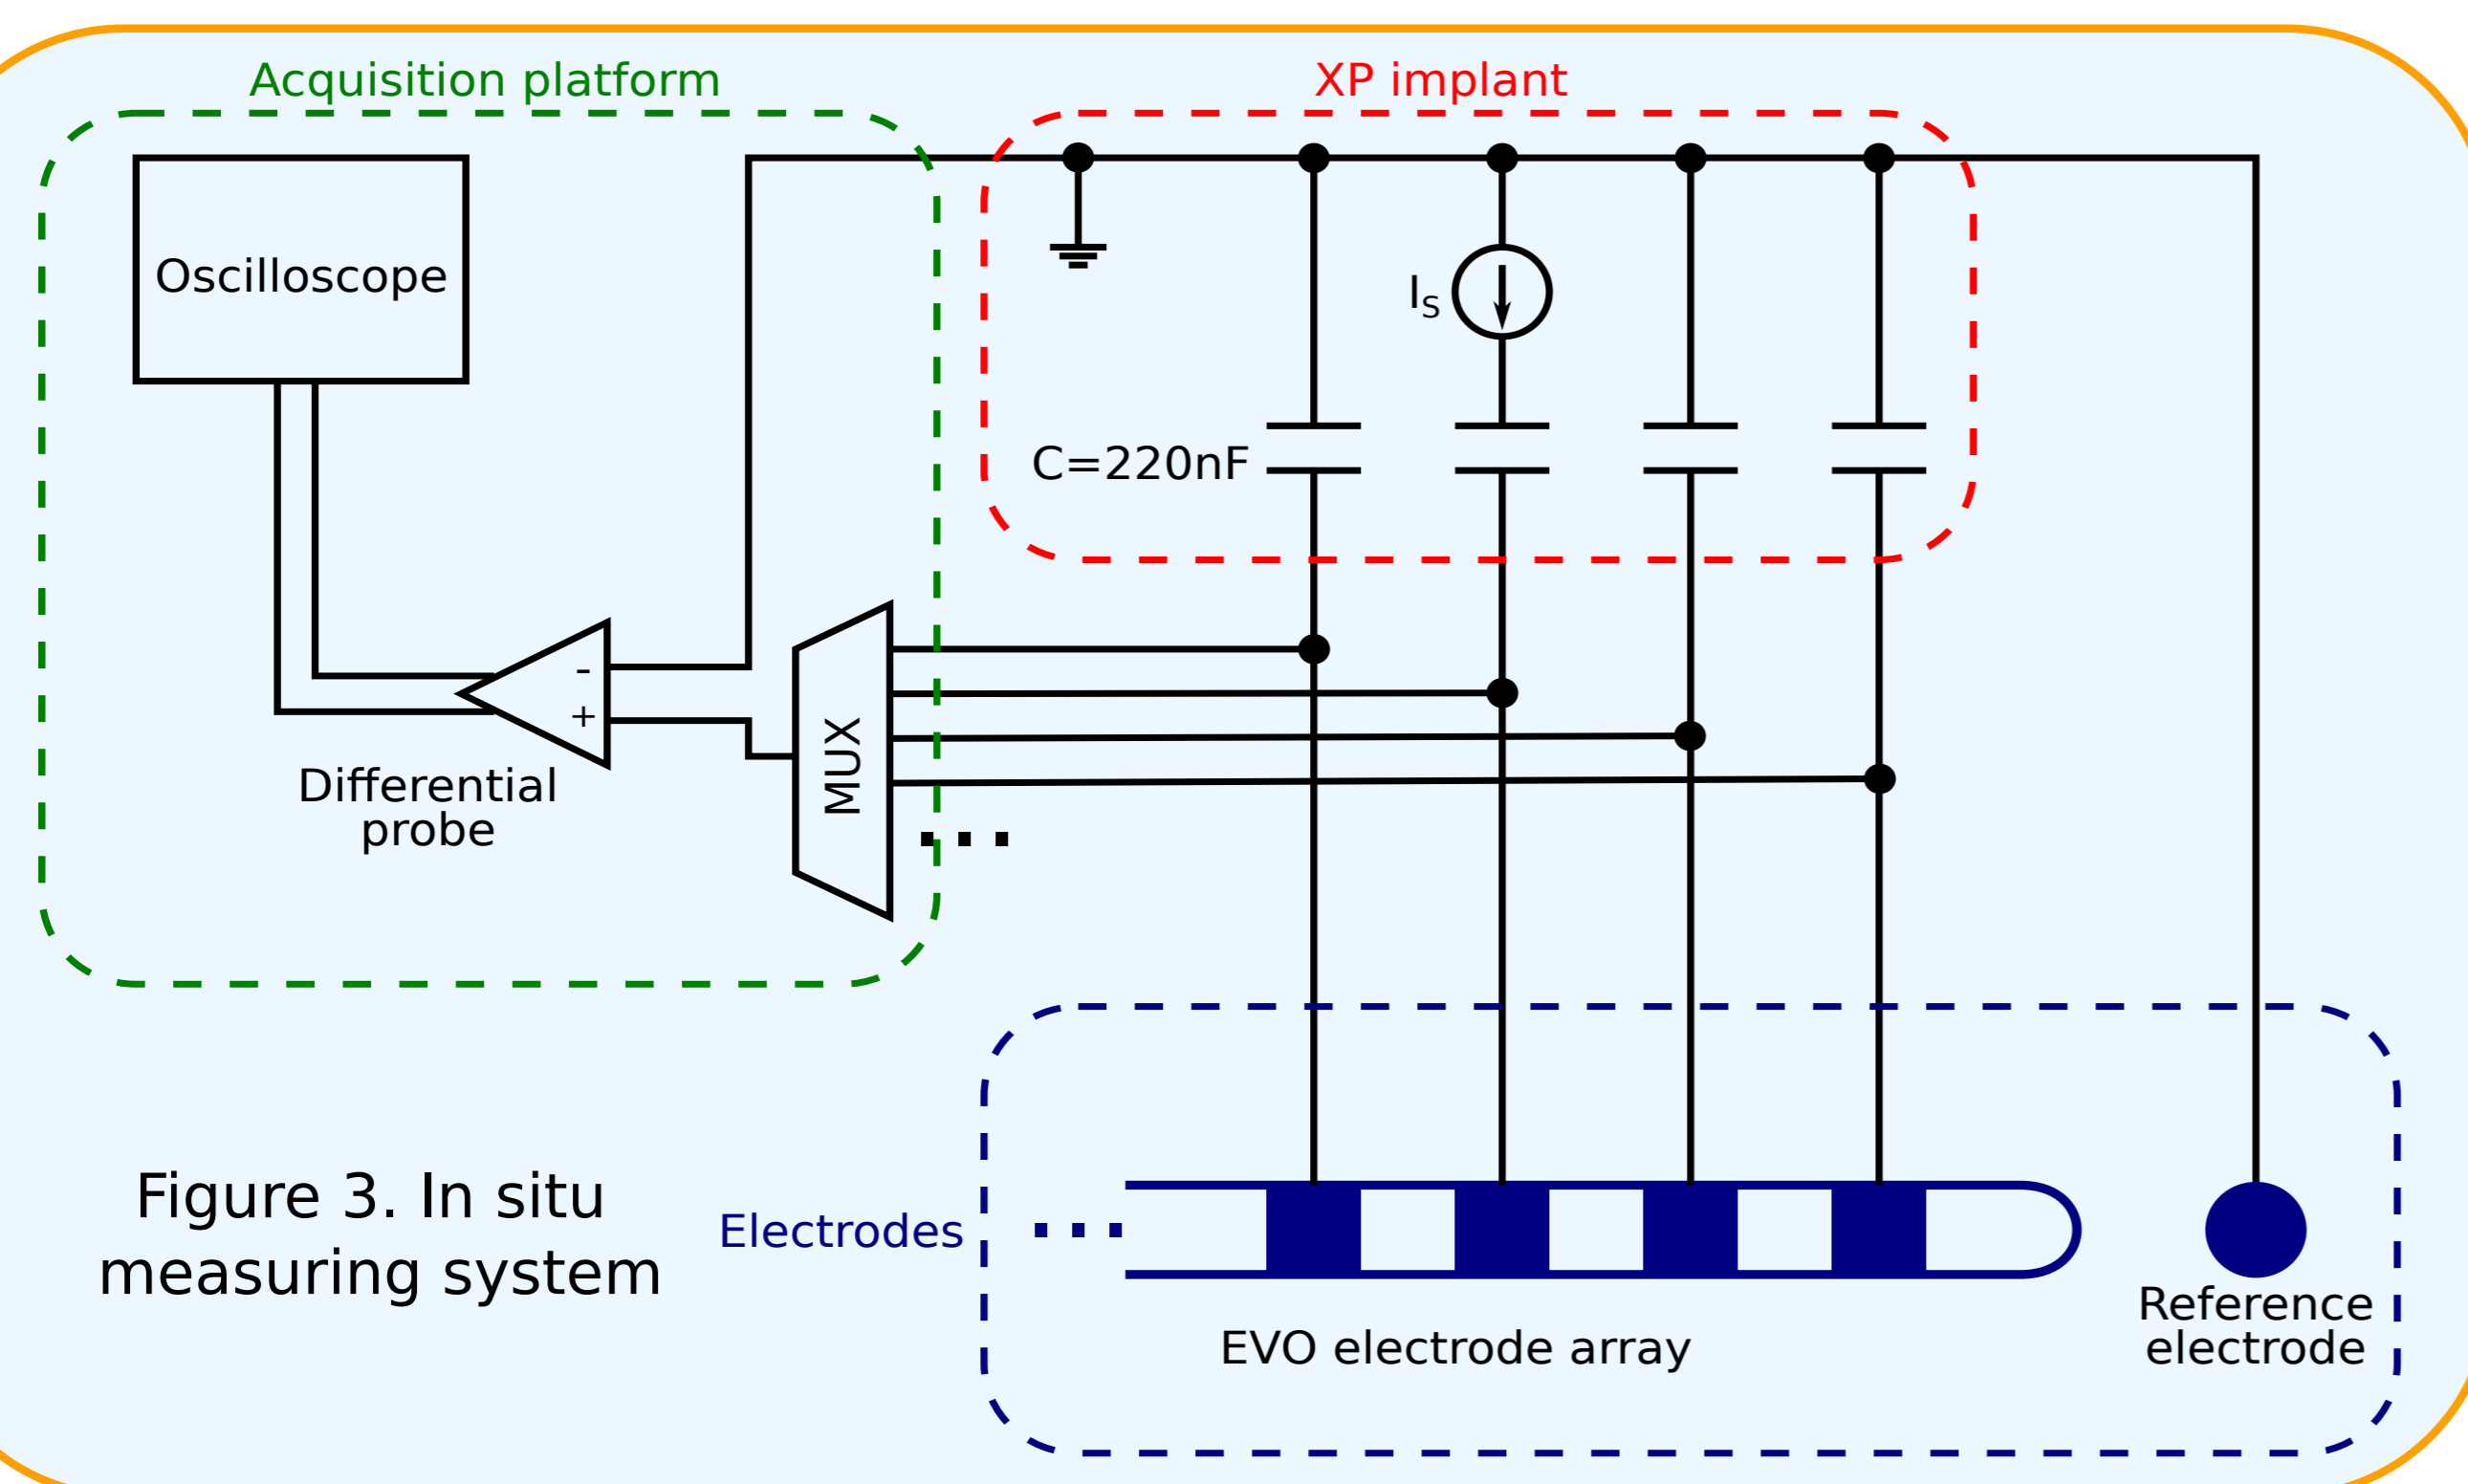 Acquisition platform
XP implant
Oscilloscope
IS
C=220nF
-
+
MUX
Differential
probe
...
Figure 3. In situ
measuring system
Electrodes
...
EVO electrode array
Reference
electrode